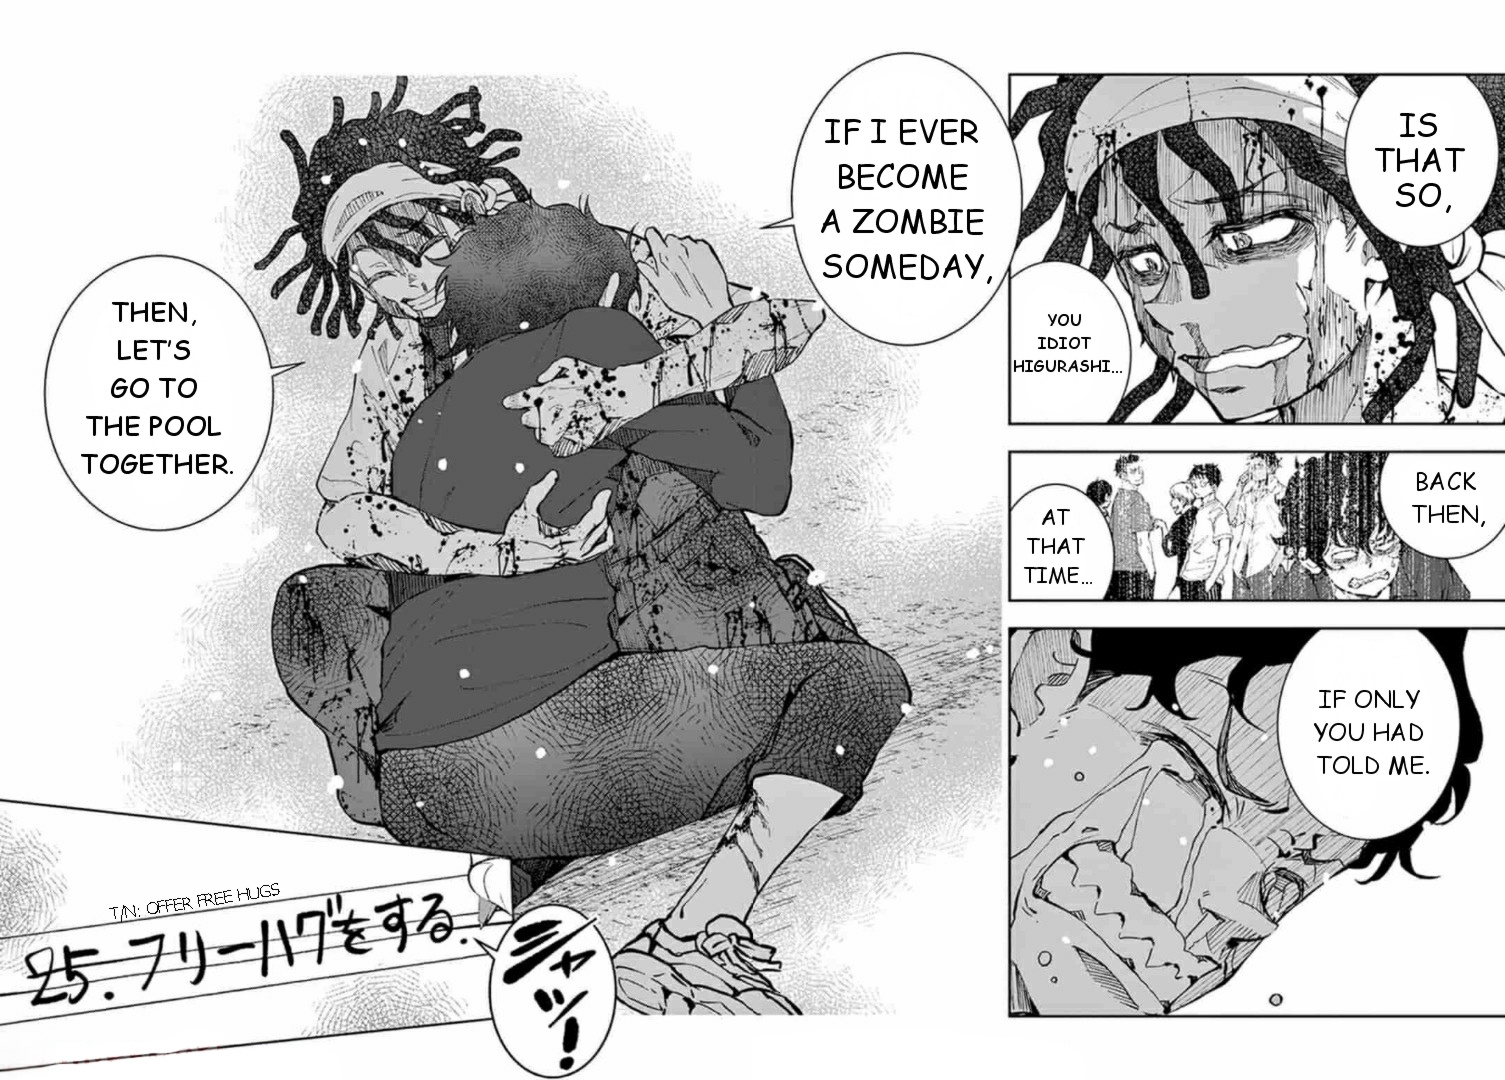 IS
THAT
SO,
YOU
IDIOT
HIGURASHI...
BACK
THEN,
AT
THAT
TIME...
IF ONLY
YOU HAD
TOLD ME.
IF I EVER
BECOME
A ZOMBIE
SOMEDAY,
THEN,
LET'S
GO TO
THE POOL
TOGETHER.
T/N: OFFER FREE HUGS
25. フリーハグをする.
シャッ!